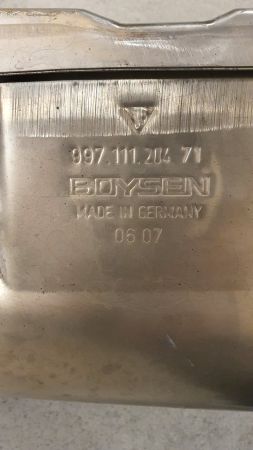 997.111.204 71
BOYSEN
MADE IN GERMANY
06 07